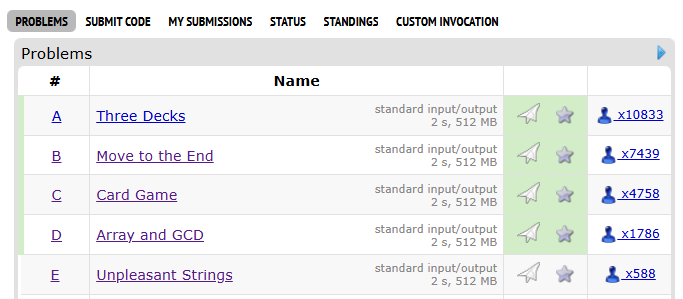 PROBLEMS SUBMIT CODE MY SUBMISSIONS STATUS STANDINGS CUSTOM INVOCATION
Problems
# Name
A Three Decks standard input/output x10833
2 s, 512 MB
B Move to the End standard input/output x7439
2 s, 512 MB
C Card Game standard input/output x4758
2 s, 512 MB
D Array and GCD standard input/output x1786
2 s, 512 MB
E Unpleasant Strings standard input/output x588
2 s, 512 MB